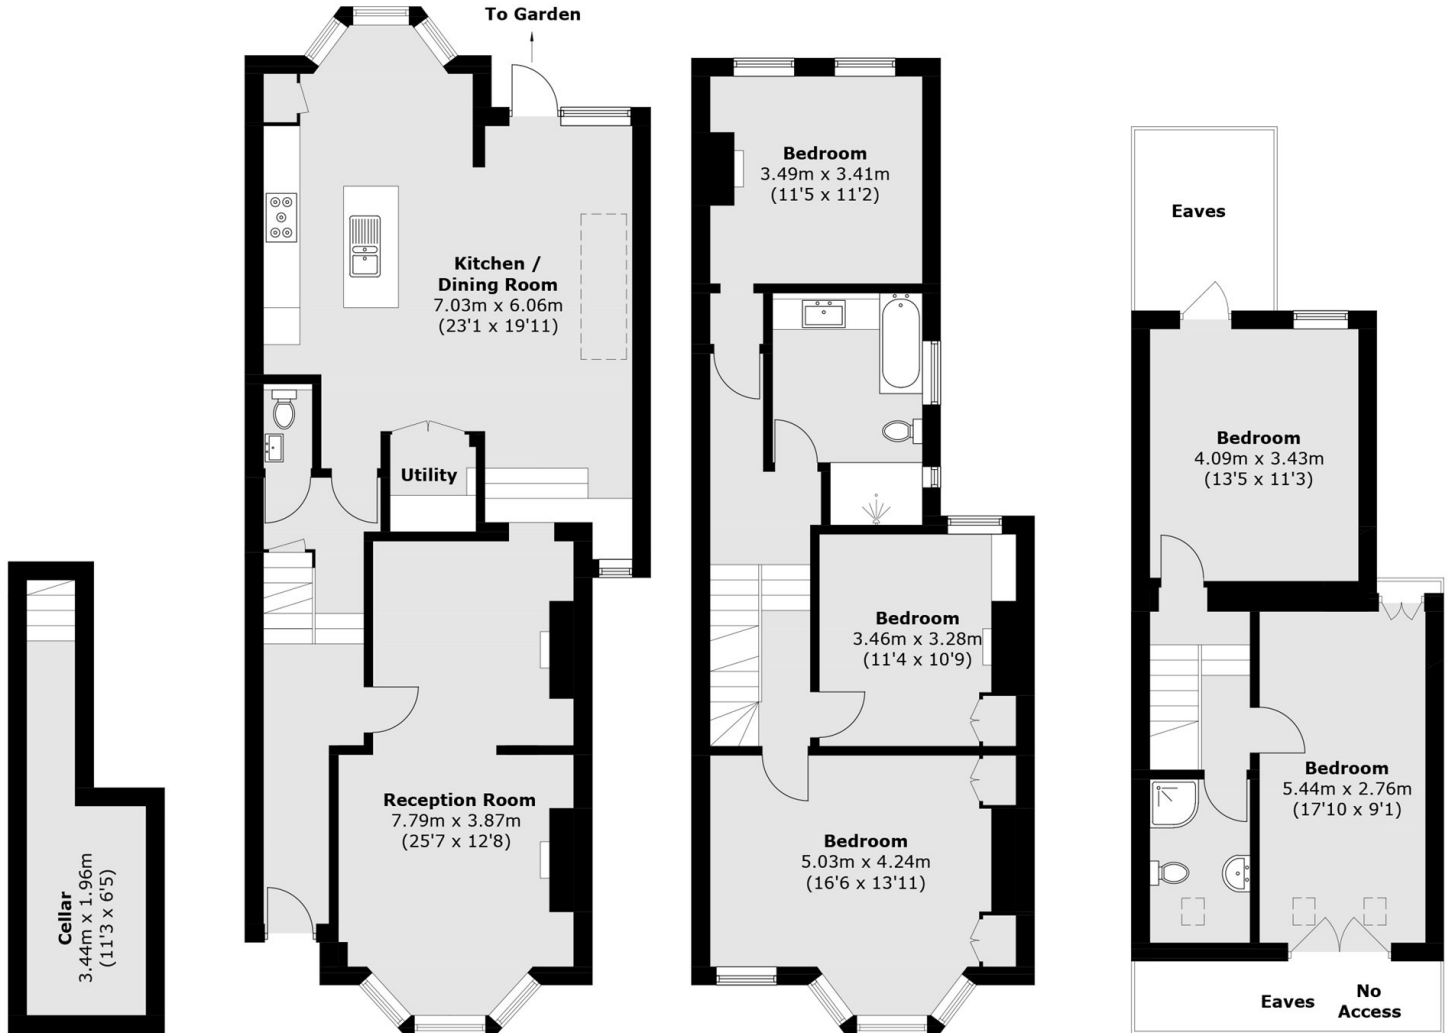 To Garden
Kitchen /
Dining Room
7.03m x 6.06m
(23'1 x 19'11)
Utility
Reception Room
7.79m x 3.87m
(25'7 x 12'8)
Cellar
3.44m x 1.96m
(11'3 x 6'5)
Bedroom
3.49m x 3.41m
(11'5 x 11'2)
Bedroom
3.46m x 3.28m
(11'4 x 10'9)
Bedroom
5.03m x 4.24m
(16'6 x 13'11)
Eaves
Bedroom
4.09m x 3.43m
(13'5 x 11'3)
Bedroom
5.44m x 2.76m
(17'10 x 9'1)
Eaves
No
Access